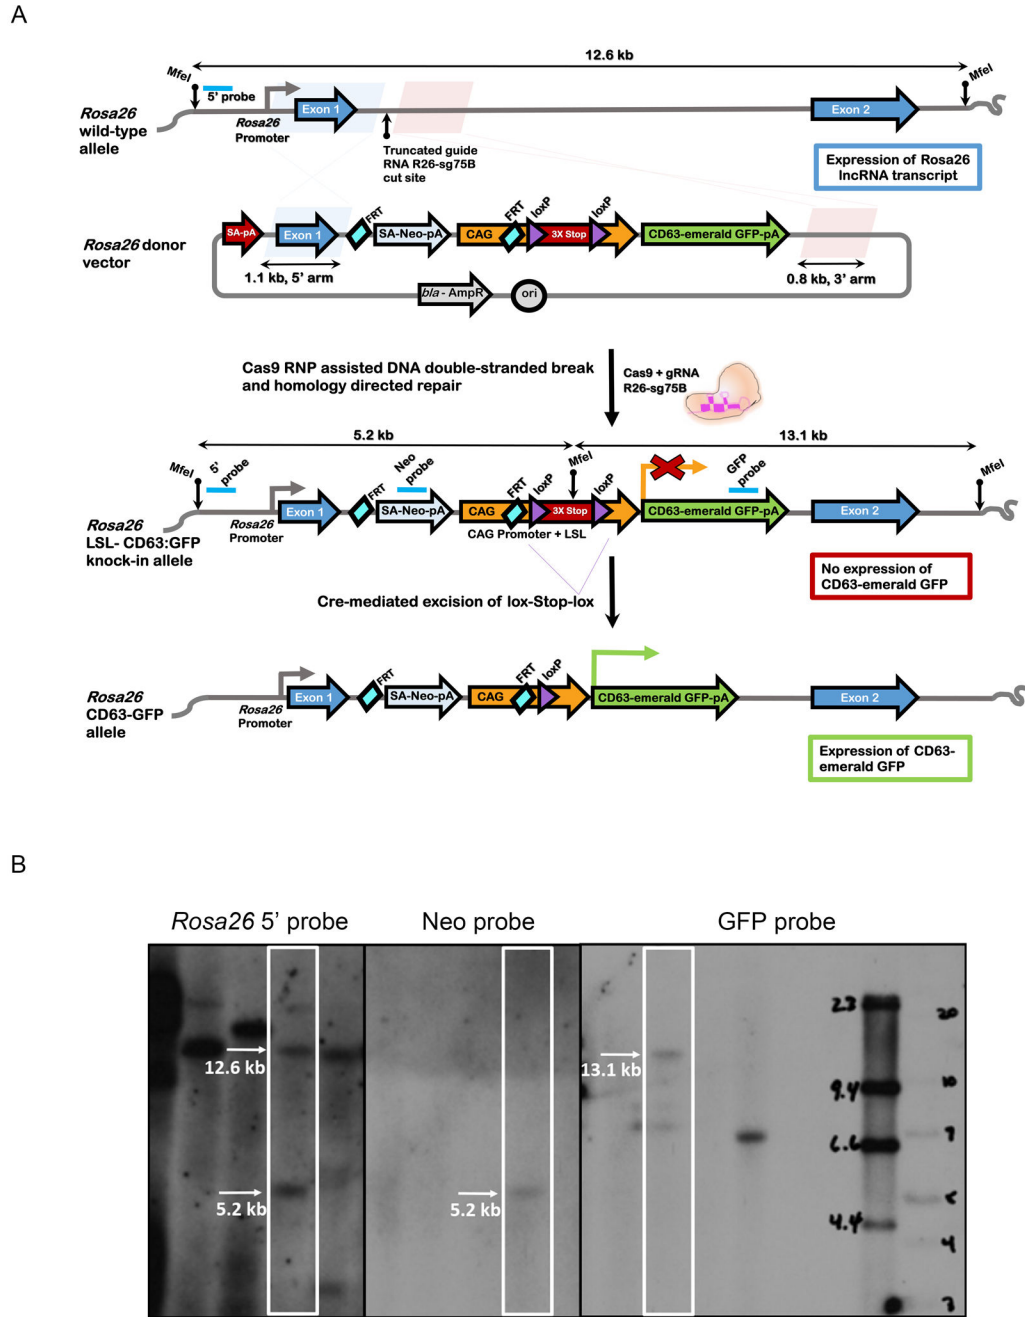 A
12.6 kb
MfeI
MfeI
5' probe
Exon 1
Exon 2
Rosa26
wild-type
allele
Rosa26
Promoter
Truncated guide
RNA R26-sg75B
cut site
Expression of Rosa26
lncRNA transcript
FRT
FRT
loxP
loxP
SA-pA
Exon 1
SA-Neo-pA
CAG
3X Stop
CD63-emerald GFP-pA
Rosa26 donor
vector
1.1 kb, 5' arm
0.8 kb, 3' arm
bla - AmpR
ori
Cas9 RNP assisted DNA double-stranded break
and homology directed repair
Cas9 + gRNA
R26-sg75B
5.2 kb
13.1 kb
MfeI
5'
probe
Neo
probe
MfeI
GFP
probe
MfeI
FRT
FRT
loxP
loxP
Exon 1
SA-Neo-pA
CAG
3X Stop
CD63-emerald GFP-pA
Exon 2
Rosa26
LSL- CD63:GFP
knock-in allele
Rosa26
Promoter
CAG Promoter + LSL
No expression of
CD63-emerald GFP
Cre-mediated excision of lox-Stop-lox
FRT
FRT
loxP
Exon 1
SA-Neo-pA
CAG
CD63-emerald GFP-pA
Exon 2
Rosa26
CD63-GFP
allele
Rosa26
Promoter
Expression of CD63-
emerald GFP
B
Rosa26 5' probe
Neo probe
GFP probe
12.6 kb
5.2 kb
5.2 kb
13.1 kb
23
9.4
6.6
4.4
20
10
7
5
4
3